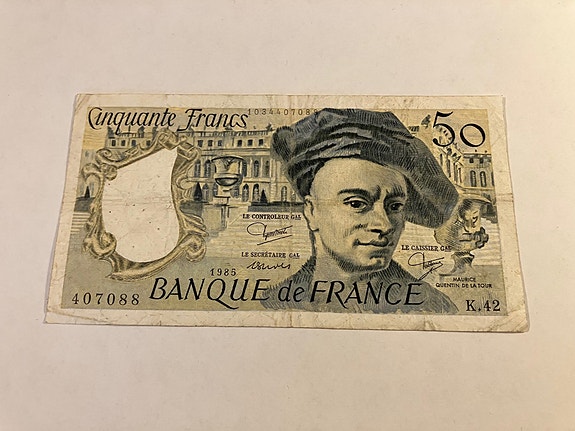 Cinquante Francs
1034407088
50
LE CONTROLEUR GAL
LE CAISSIER GAL
LE SECRÉTAIRE GAL
1985
MAURICE
QUENTIN DE LA TOUR
407088
BANQUE de FRANCE
K.42